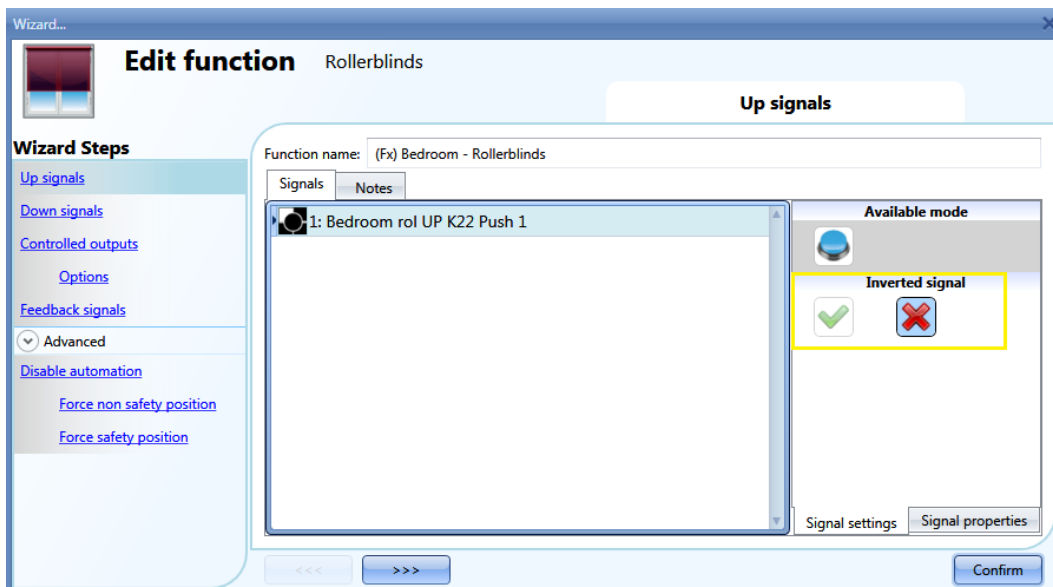 Wizard...
Edit function Rollerblinds
Up signals
Wizard Steps
Up signals
Down signals
Controlled outputs
Options
Feedback signals
Advanced
Disable automation
Force non safety position
Force safety position
Function name: (Fx) Bedroom - Rollerblinds
Signals Notes
1: Bedroom rol UP K22 Push 1
Available mode
Inverted signal
Signal settings Signal properties
<<< >>> Confirm